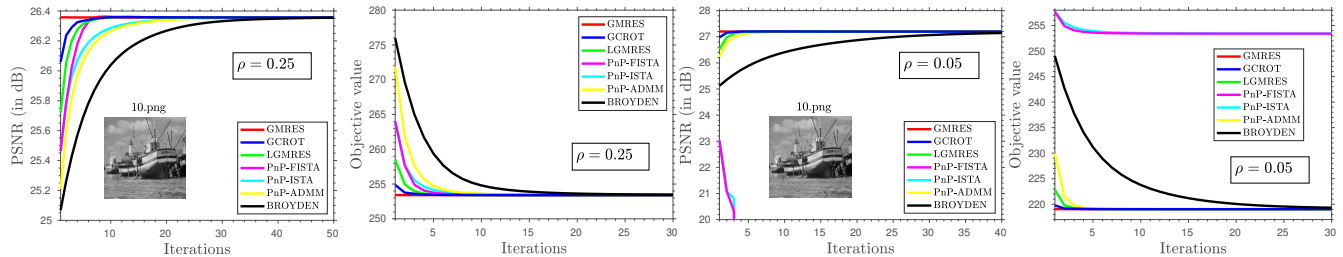 26.4
26.2
26
25.8
25.6
25.4
25.2
25
PSNR (in dB)
10.png
ρ = 0.25
GMRES
GCROT
LGMRES
PnP-FISTA
PnP-ISTA
PnP-ADMM
BROYDEN
10 20 30 40 50
Iterations
280
275
270
265
260
255
250
Objective value
GMRES
GCROT
LGMRES
PnP-FISTA
PnP-ISTA
PnP-ADMM
BROYDEN
ρ = 0.25
5 10 15 20 25 30
Iterations
28
27
26
25
24
23
22
21
20
PSNR (in dB)
10.png
ρ = 0.05
GMRES
GCROT
LGMRES
PnP-FISTA
PnP-ISTA
PnP-ADMM
BROYDEN
5 10 15 20 25 30 35 40
Iterations
255
250
245
240
235
230
225
220
Objective value
GMRES
GCROT
LGMRES
PnP-FISTA
PnP-ISTA
PnP-ADMM
BROYDEN
ρ = 0.05
5 10 15 20 25 30
Iterations